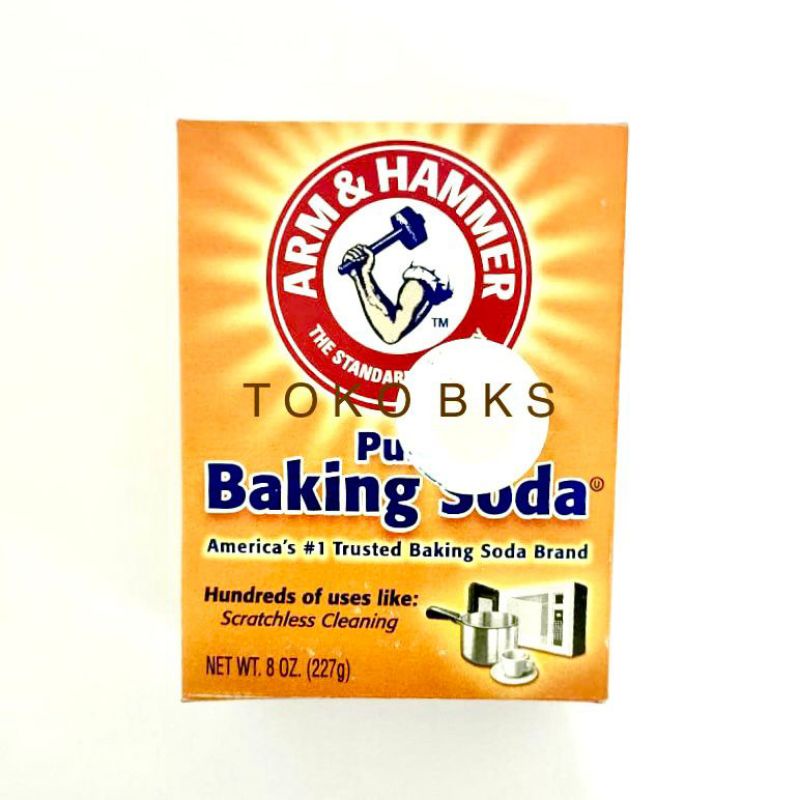 ARM & HAMMER
TM
THE STANDARD
TOKO BKS
Baking Soda
America's #1 Trusted Baking Soda Brand
Hundreds of uses like:
Scratchless Cleaning
NET WT. 8 OZ. (227g)